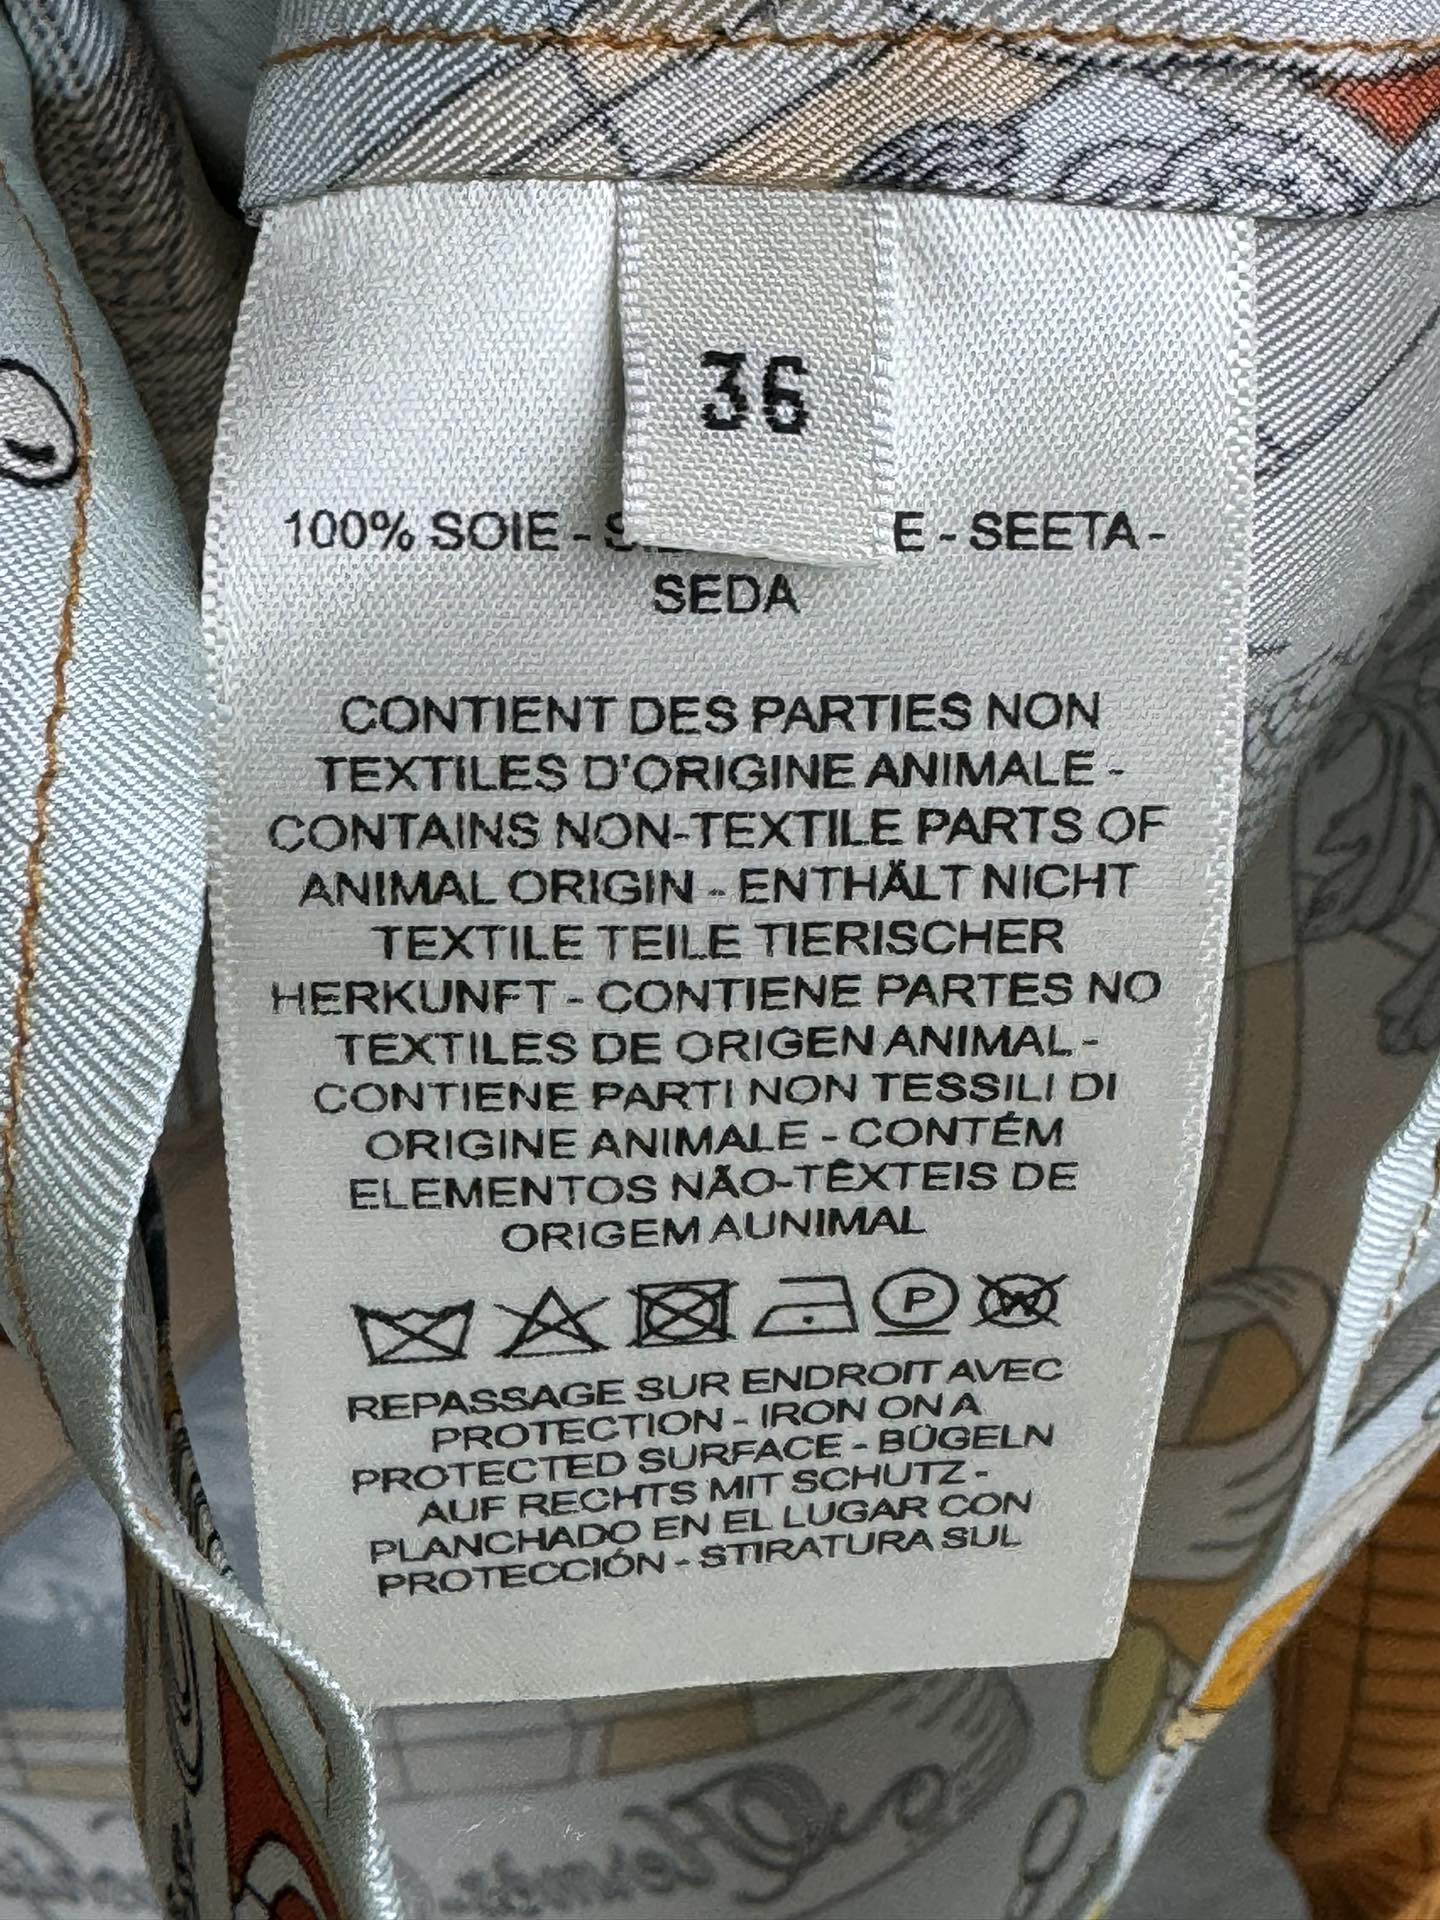 36
100% SOIE - E - SEETA -
SEDA
CONTIENT DES PARTIES NON
TEXTILES D'ORIGINE ANIMALE -
CONTAINS NON-TEXTILE PARTS OF
ANIMAL ORIGIN - ENTHÄLT NICHT
TEXTILE TEILE TIERISCHER
HERKUNFT - CONTIENE PARTES NO
TEXTILES DE ORIGEN ANIMAL -
CONTIENE PARTI NON TESSILI DI
ORIGINE ANIMALE - CONTÉM
ELEMENTOS NÃO-TÊXTEIS DE
ORIGEM AUNIMAL
P W
REPASSAGE SUR ENDROIT AVEC
PROTECTION - IRON ON A
PROTECTED SURFACE - BÜGELN
AUF RECHTS MIT SCHUTZ -
PLANCHADO EN EL LUGAR CON
PROTECCIÓN - STIRATURA SUL